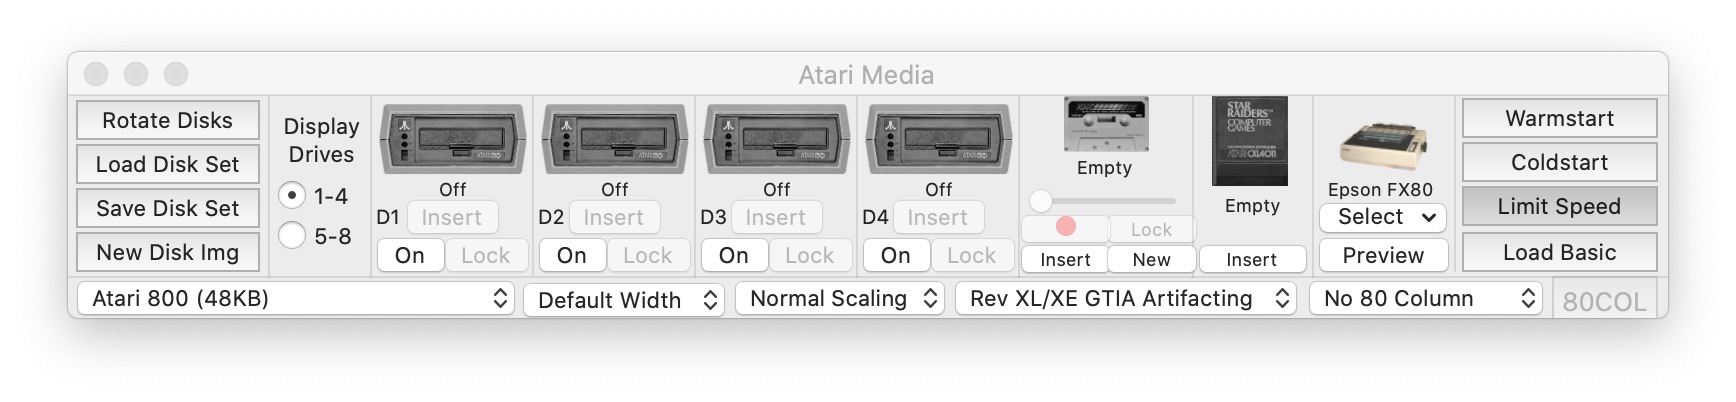 Atari Media
Rotate Disks
Load Disk Set
Save Disk Set
New Disk Img
Display
Drives
1-4
5-8
Off
D1 Insert
On Lock
Off
D2 Insert
On Lock
Off
D3 Insert
On Lock
Off
D4 Insert
On Lock
Empty
Lock
Insert New
STAR
RAIDERS
COMPUTER
GAMES
Empty
Insert
Epson FX80
Select
Preview
Warmstart
Coldstart
Limit Speed
Load Basic
Atari 800 (48KB)
Default Width
Normal Scaling
Rev XL/XE GTIA Artifacting
No 80 Column
80COL